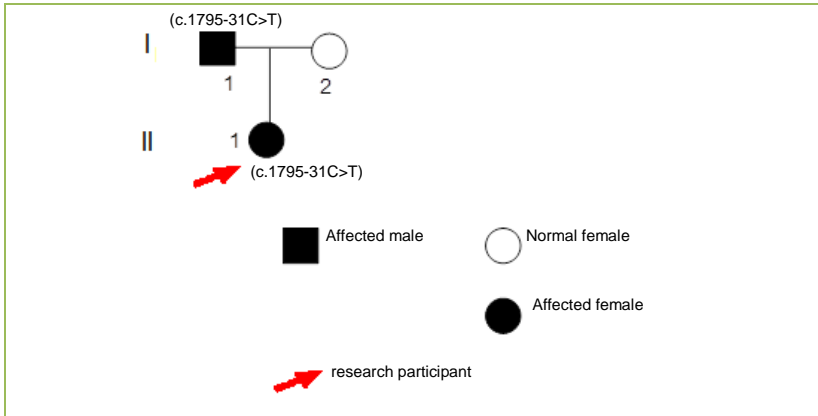 (c.1795-31C>T)
I
1
2
II
1
(c.1795-31C>T)
Affected male
Normal female
Affected female
research participant